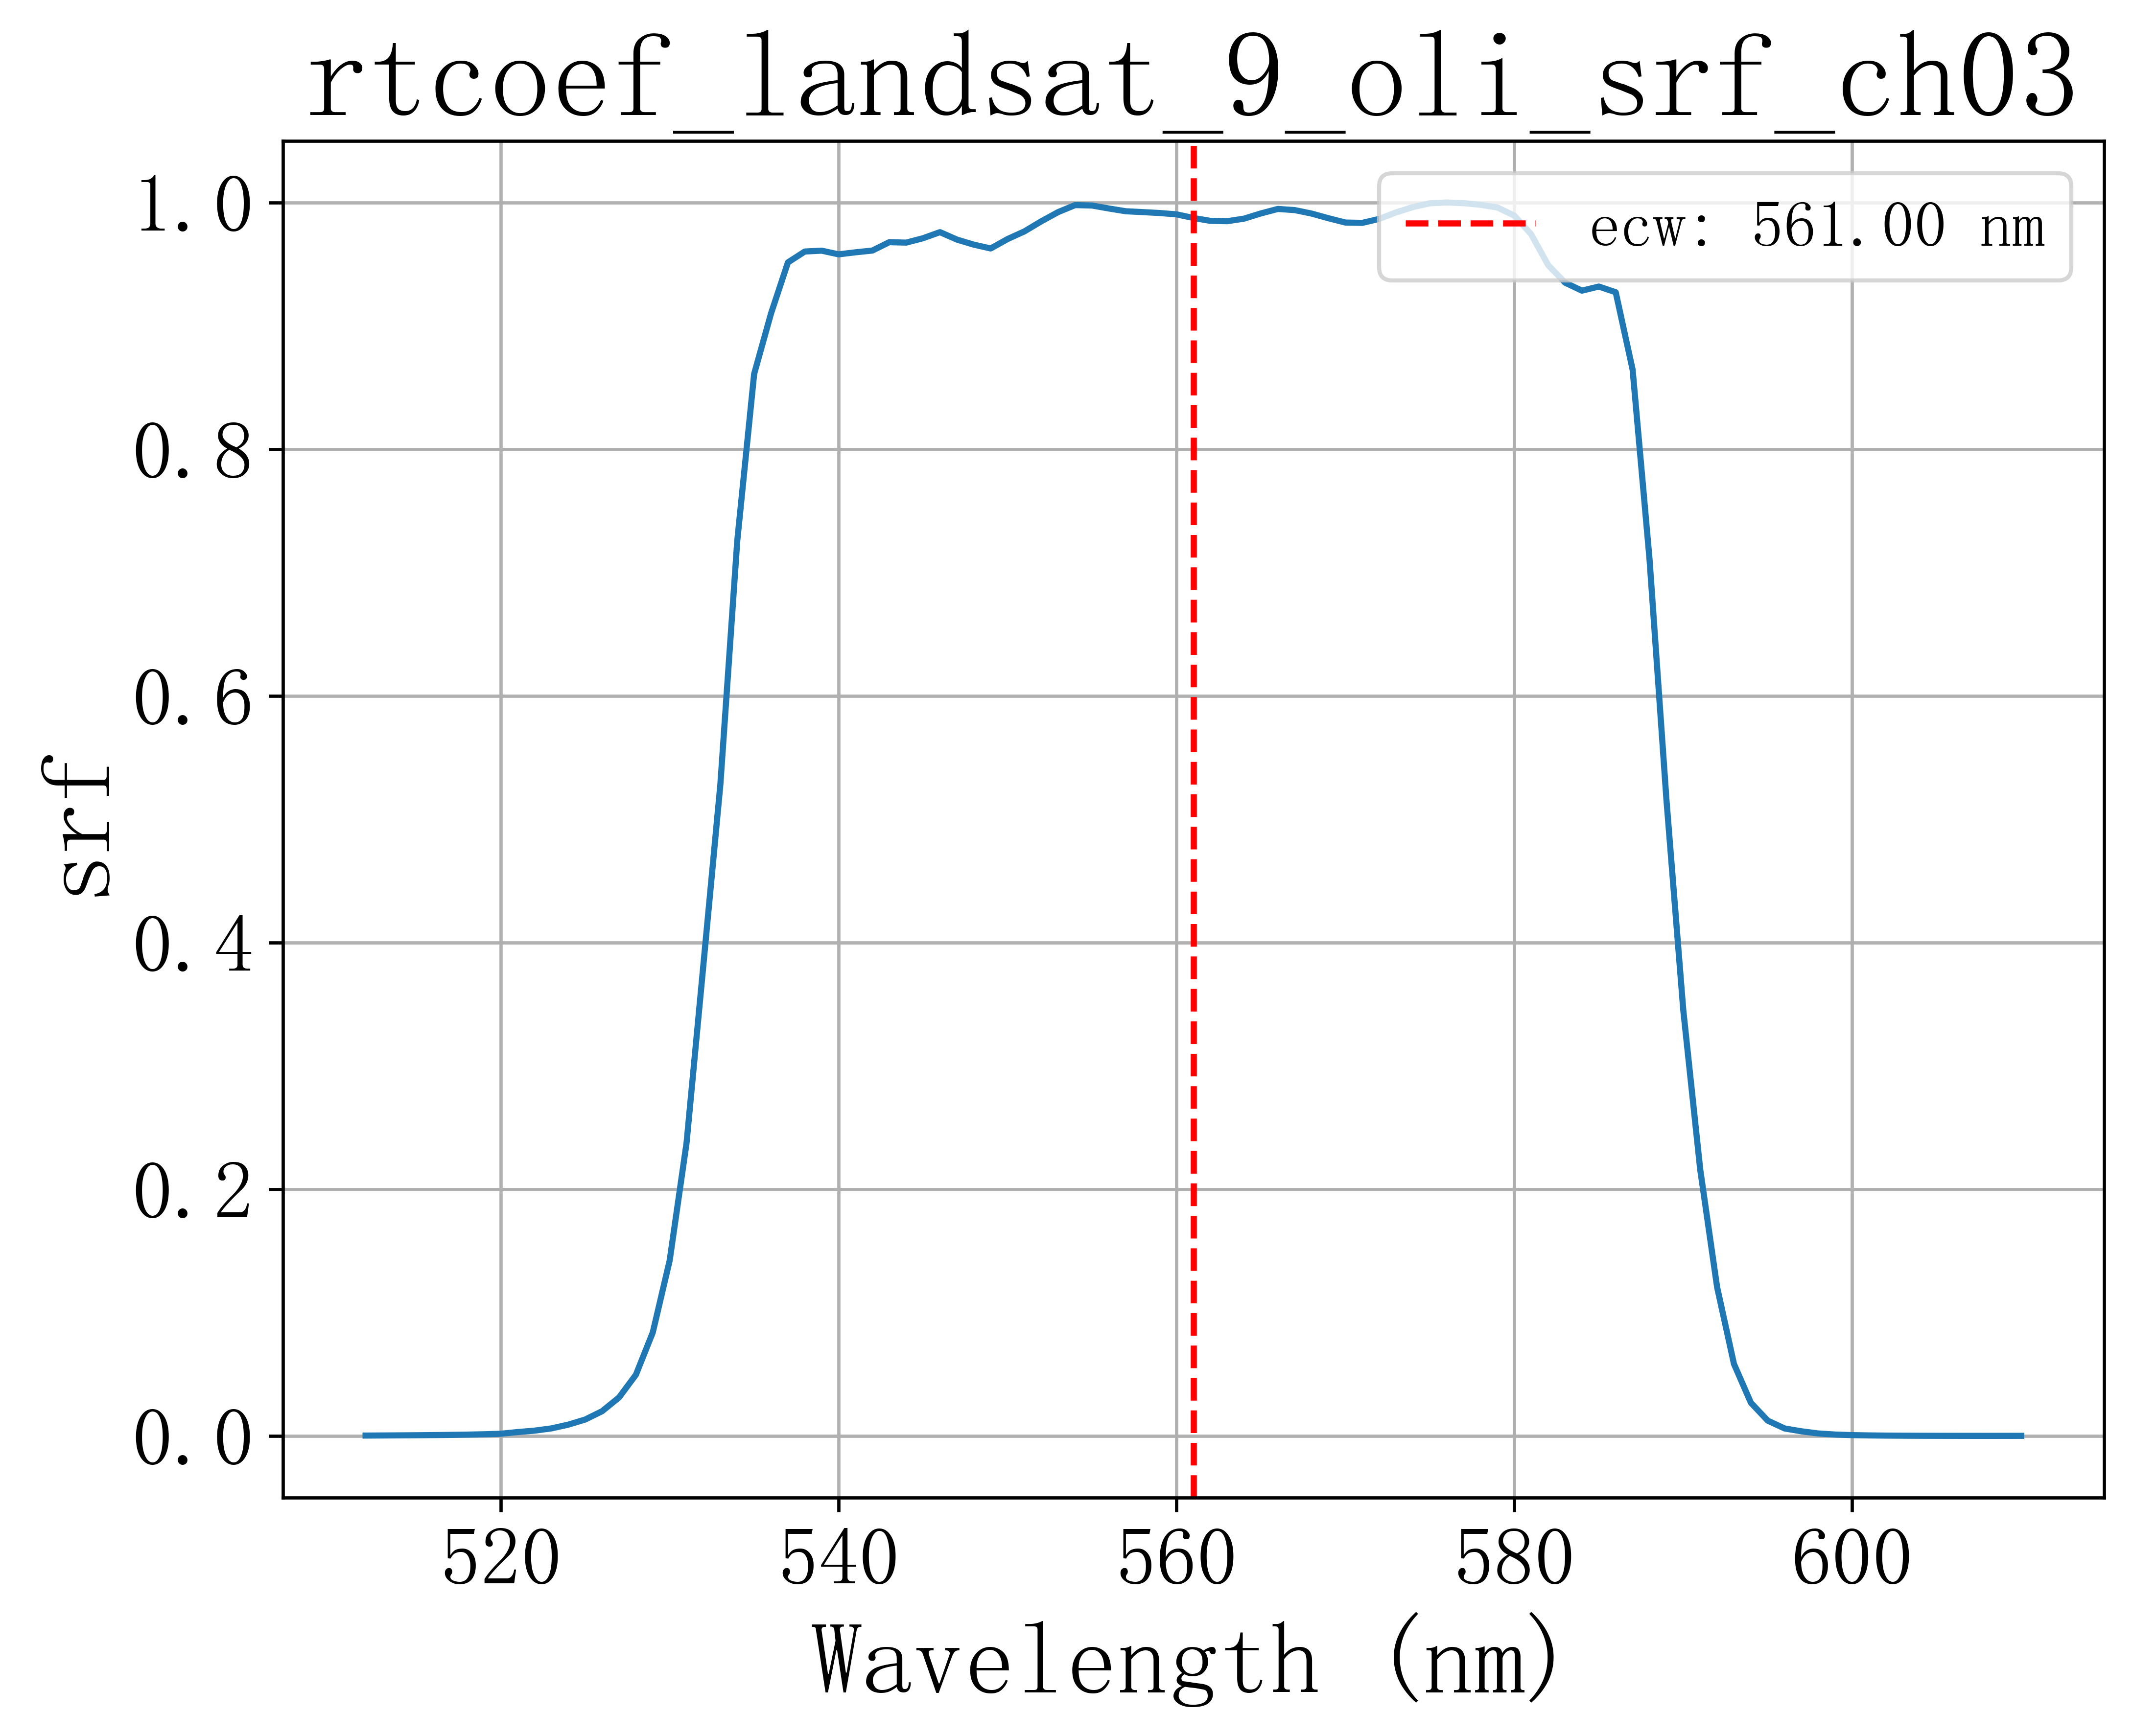 rtcoef_landsat_9_oli_srf_ch03
ecw: 561.00 nm
1.0
0.8
0.6
0.4
0.2
0.0
srf
520 540 560 580 600
Wavelength (nm)